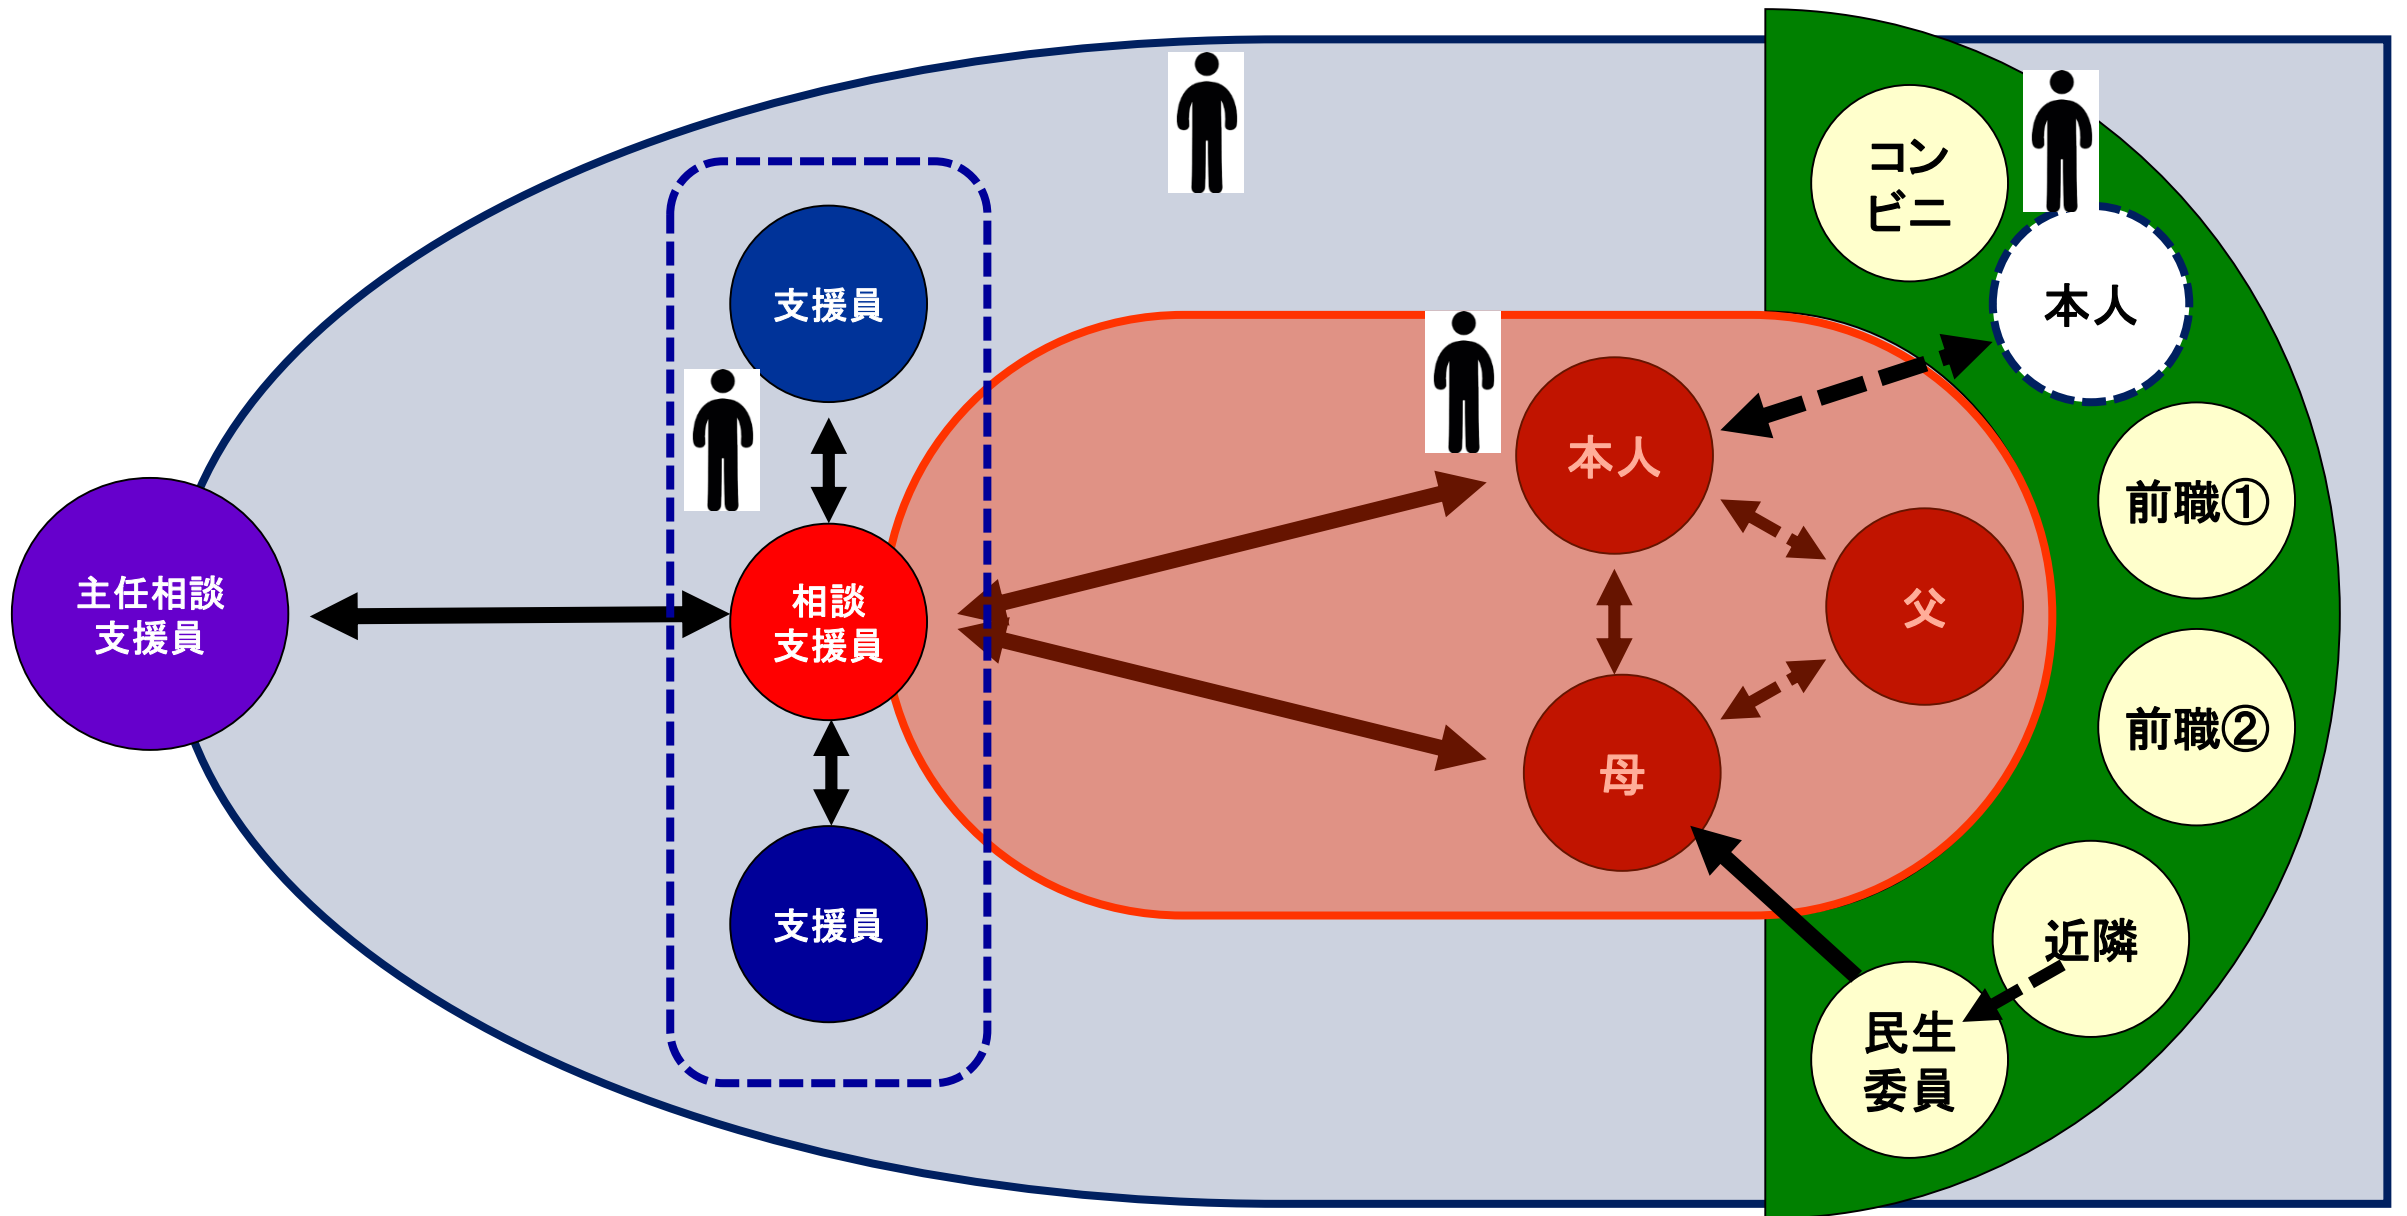 コン
ビニ
本人
支援員
本人
前職①
主任相談
支援員
相談
支援員
父
前職②
母
支援員
近隣
民生
委員